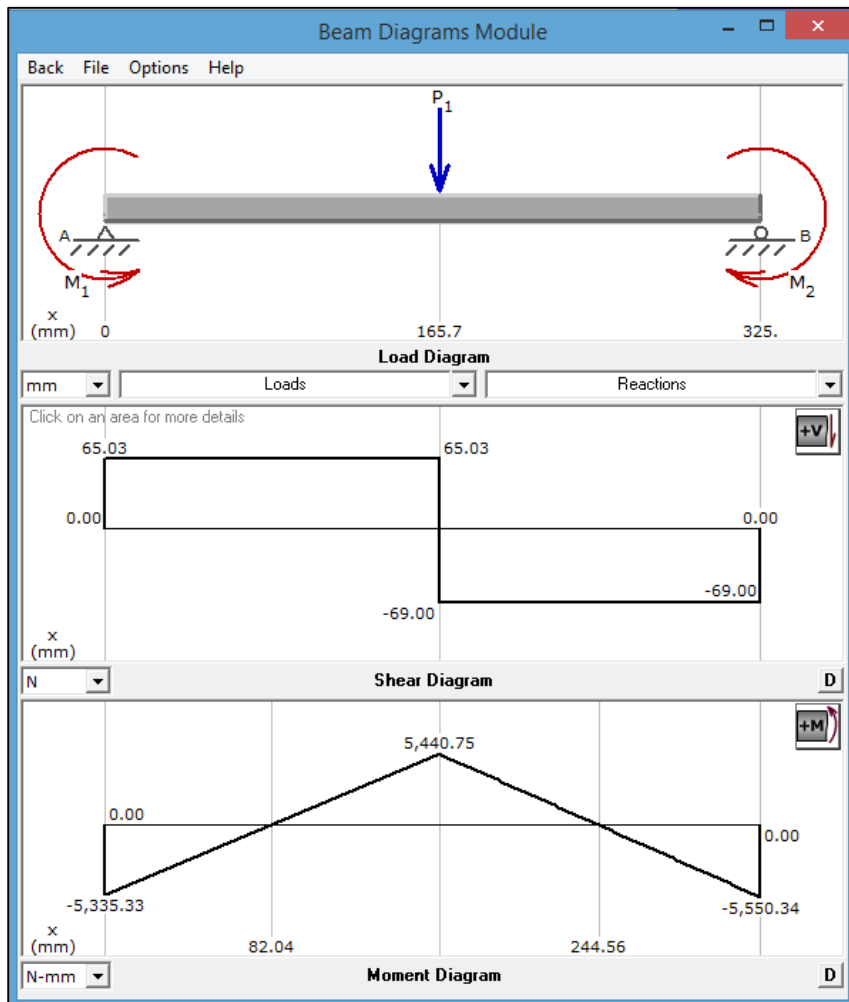 Beam Diagrams Module
Back File Options Help
P1
A B
M1 M2
x
(mm) 0 165.7 325.
Load Diagram
mm Loads Reactions
Click on an area for more details
+V
65.03 65.03
0.00 0.00
-69.00 -69.00
x
(mm)
N Shear Diagram D
+M
5,440.75
0.00 0.00
-5,335.33 -5,550.34
x
(mm) 82.04 244.56
N-mm Moment Diagram D